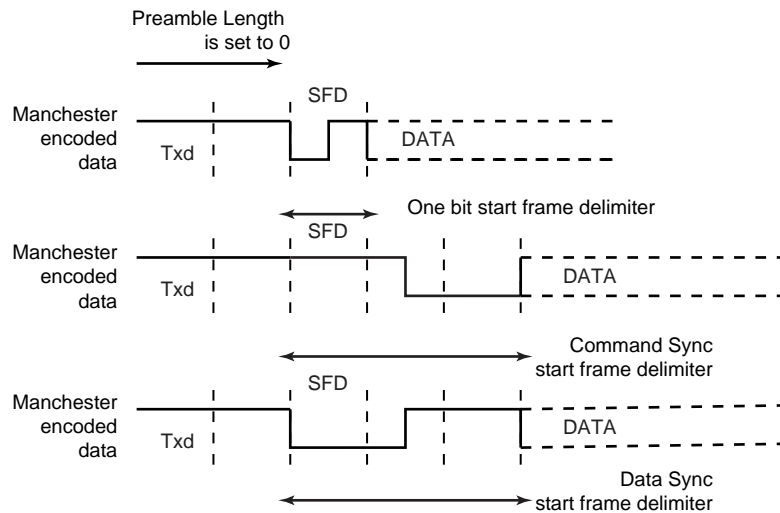 Preamble Length
is set to 0
SFD
Manchester
encoded
data
Txd
DATA
One bit start frame delimiter
SFD
Manchester
encoded
data
Txd
DATA
Command Sync
start frame delimiter
SFD
Manchester
encoded
data
Txd
DATA
Data Sync
start frame delimiter